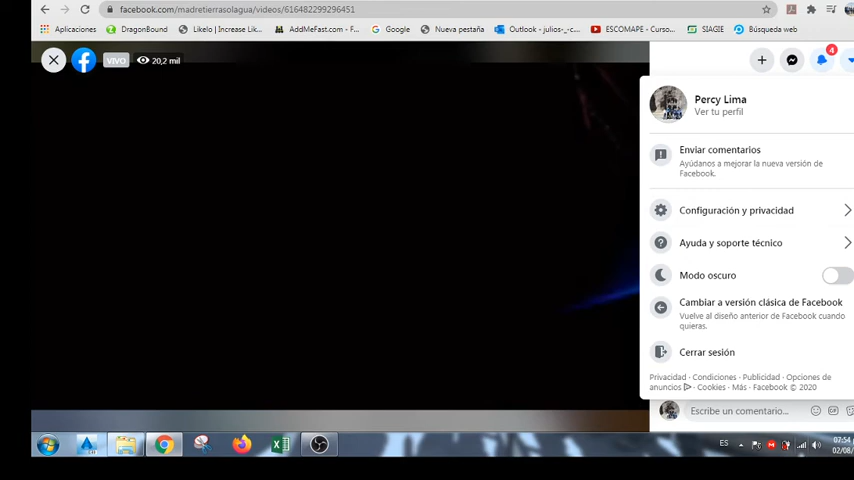 facebook.com/madretierrasolagua/videos/616482299296451
Aplicaciones DragonBound Likelo | Increase Like... AddMeFast.com - F... Google Nueva pestaña Outlook - julios_-_c... ESCOMAPE - Curso... SIAGIE Búsqueda web
VIVO 20,2 mil
4
Percy Lima
Ver tu perfil
Enviar comentarios
Ayúdanos a mejorar la nueva versión de
Facebook.
Configuración y privacidad
Ayuda y soporte técnico
Modo oscuro
Cambiar a versión clásica de Facebook
Vuelve al diseño anterior de Facebook cuando
quieras.
Cerrar sesión
Privacidad · Condiciones · Publicidad · Opciones de
anuncios · Cookies · Más · Facebook © 2020
Escribe un comentario...
GIF
ES
07:54
02/08/